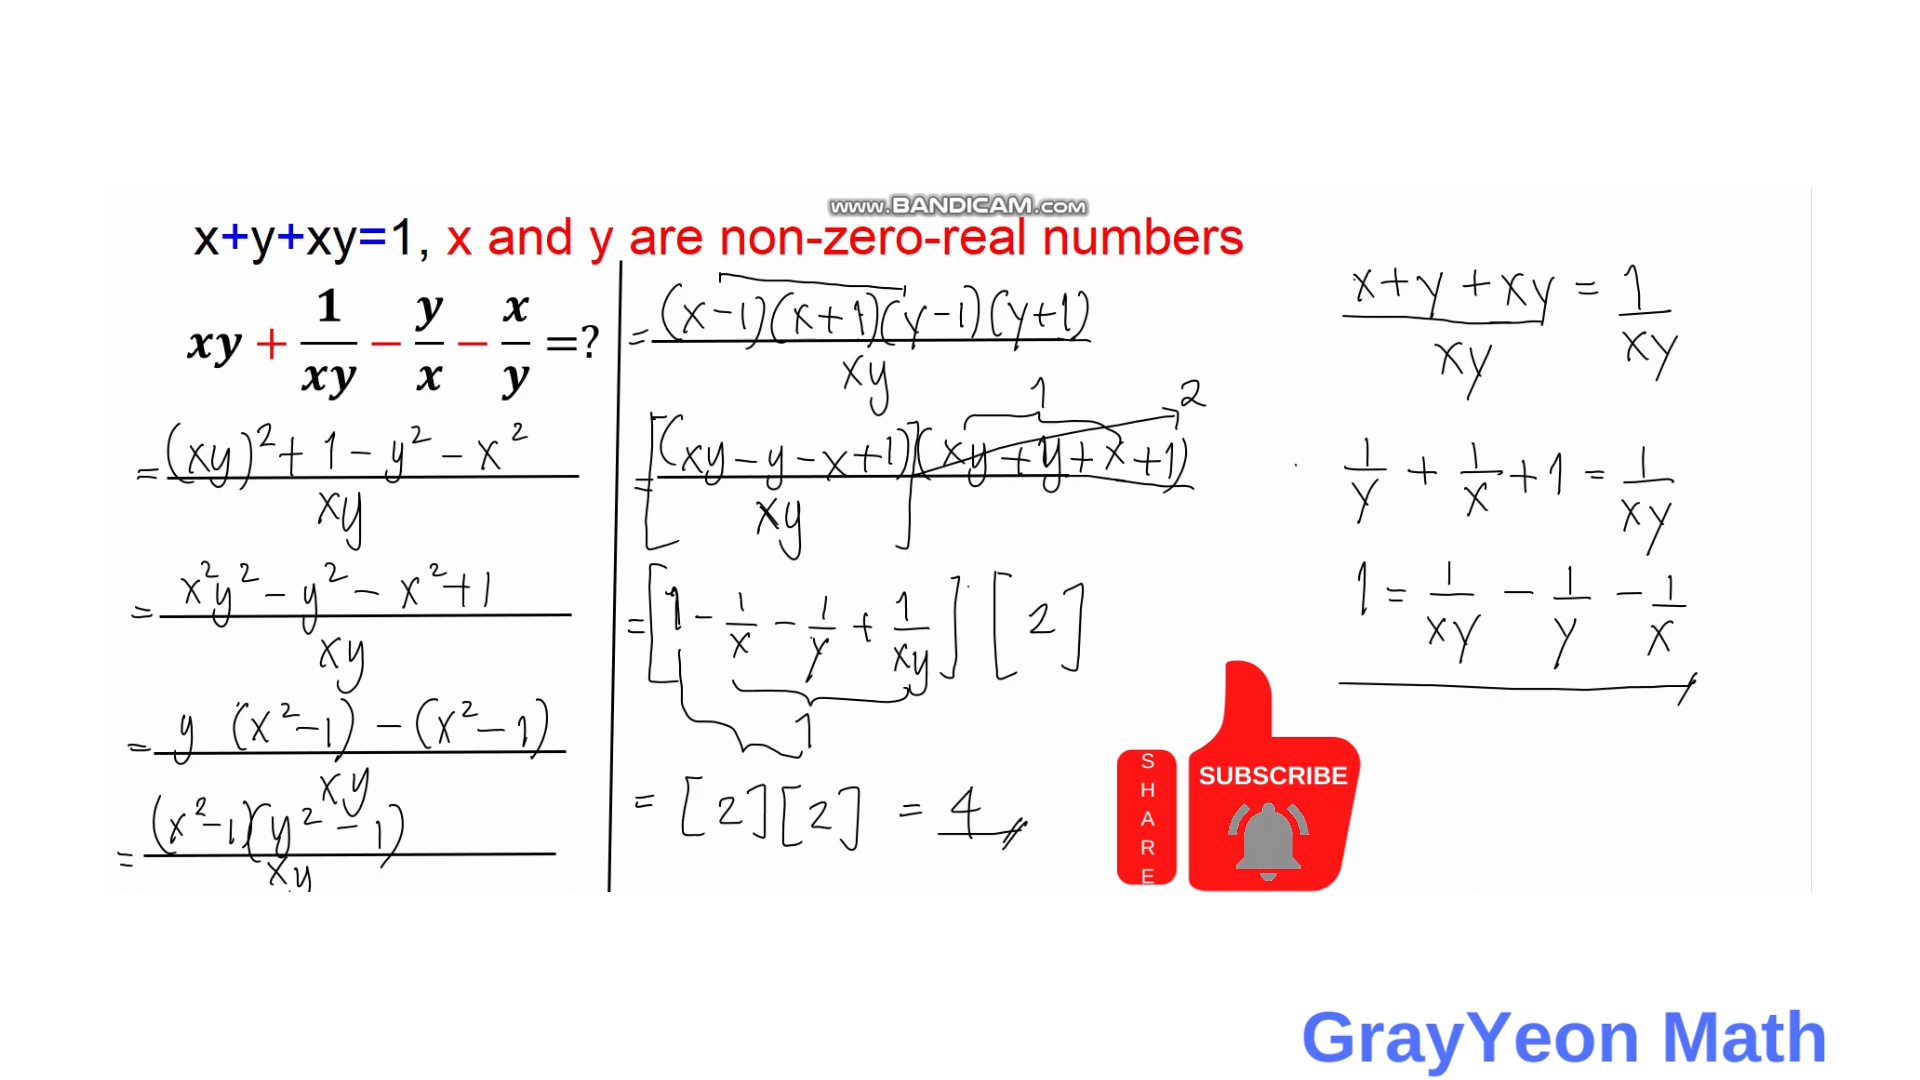 www.BANDICAM.com
x+y+xy=1, x and y are non-zero-real numbers
xy + 1/xy − y/x − x/y =?
= ((xy)² + 1 − y² − x²)/xy
= (x²y² − y² − x² + 1)/xy
= (y (x² − 1) − (x² − 1))/xy
= (x² − 1)(y² − 1)/xy
= (x − 1)(x + 1)(y − 1)(y + 1)/xy
1 2
= [(xy − y − x + 1)/xy] (xy + y + x + 1)
= [1 − 1/x − 1/y + 1/xy] [2]
1
= [2][2] = 4
(x + y + xy)/xy = 1/xy
1/y + 1/x + 1 = 1/xy
1 = 1/xy − 1/y − 1/x
SHARE
SUBSCRIBE
GrayYeon Math